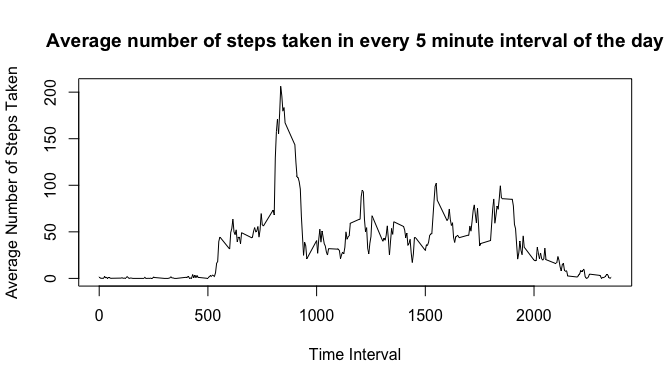 Average number of steps taken in every 5 minute interval of the day
Average Number of Steps Taken
200
150
100
50
0
0 500 1000 1500 2000
Time Interval